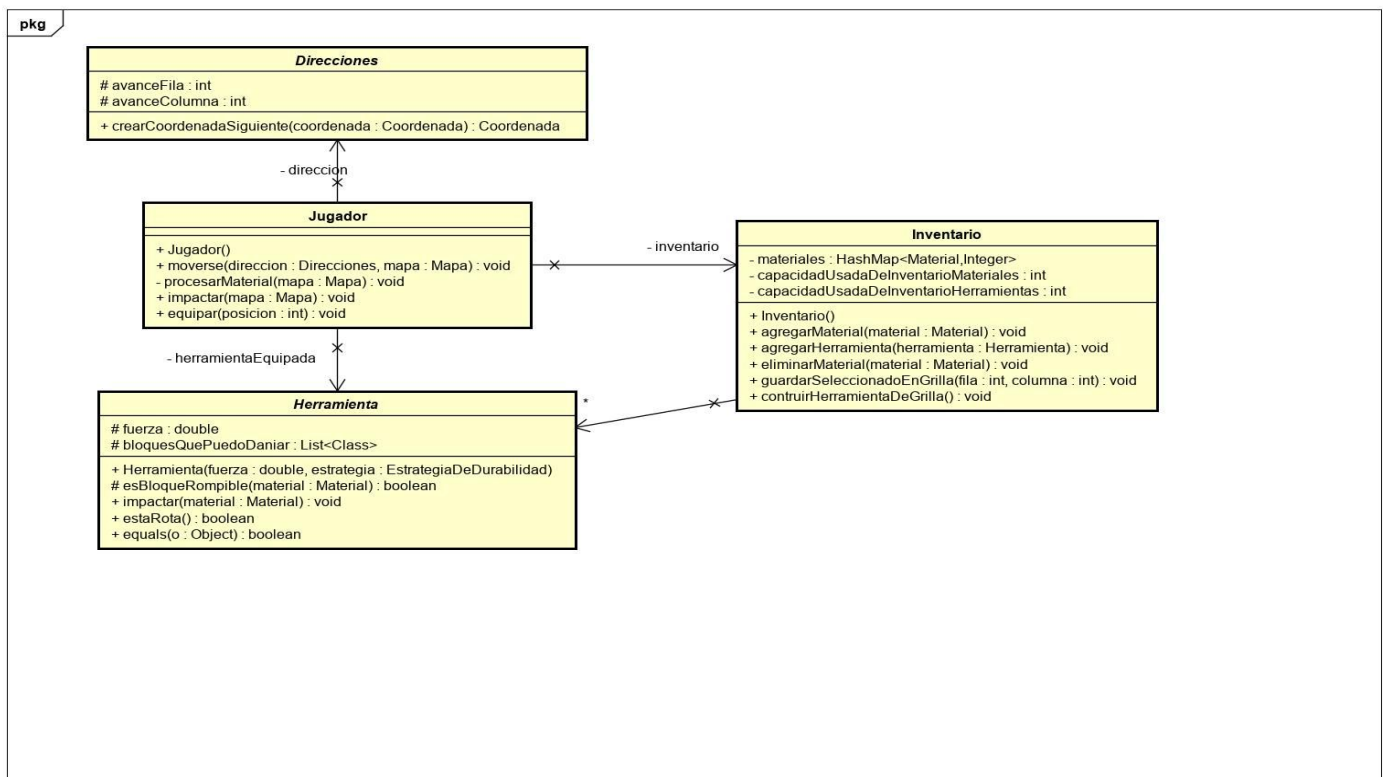 pkg
Direcciones
# avanceFila : int
# avanceColumna : int
+ crearCoordenadaSiguiente(coordenada : Coordenada) : Coordenada
- direccion
Jugador
+ Jugador()
+ moverse(direccion : Direcciones, mapa : Mapa) : void
- procesarMaterial(mapa : Mapa) : void
+ impactar(mapa : Mapa) : void
+ equipar(posicion : int) : void
- inventario
Inventario
- materiales : HashMap<Material,Integer>
- capacidadUsadaDeInventarioMateriales : int
- capacidadUsadaDeInventarioHerramientas : int
+ Inventario()
+ agregarMaterial(material : Material) : void
+ agregarHerramienta(herramienta : Herramienta) : void
+ eliminarMaterial(material : Material) : void
+ guardarSeleccionadoEnGrilla(fila : int, columna : int) : void
+ contruirHerramientaDeGrilla() : void
- herramientaEquipada
*
Herramienta
# fuerza : double
# bloquesQuePuedoDaniar : List<Class>
+ Herramienta(fuerza : double, estrategia : EstrategiaDeDurabilidad)
# esBloqueRompible(material : Material) : boolean
+ impactar(material : Material) : void
+ estaRota() : boolean
+ equals(o : Object) : boolean